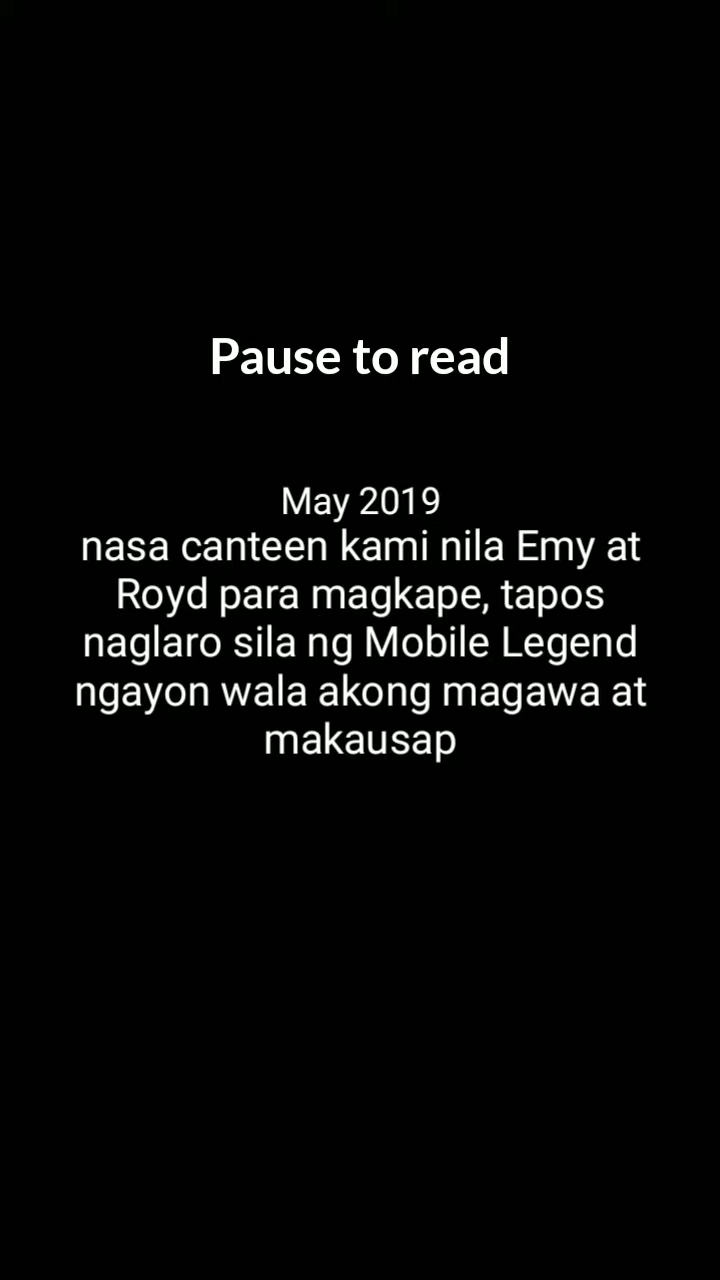 Pause to read
May 2019
nasa canteen kami nila Emy at
Royd para magkape, tapos
naglaro sila ng Mobile Legend
ngayon wala akong magawa at
makausap